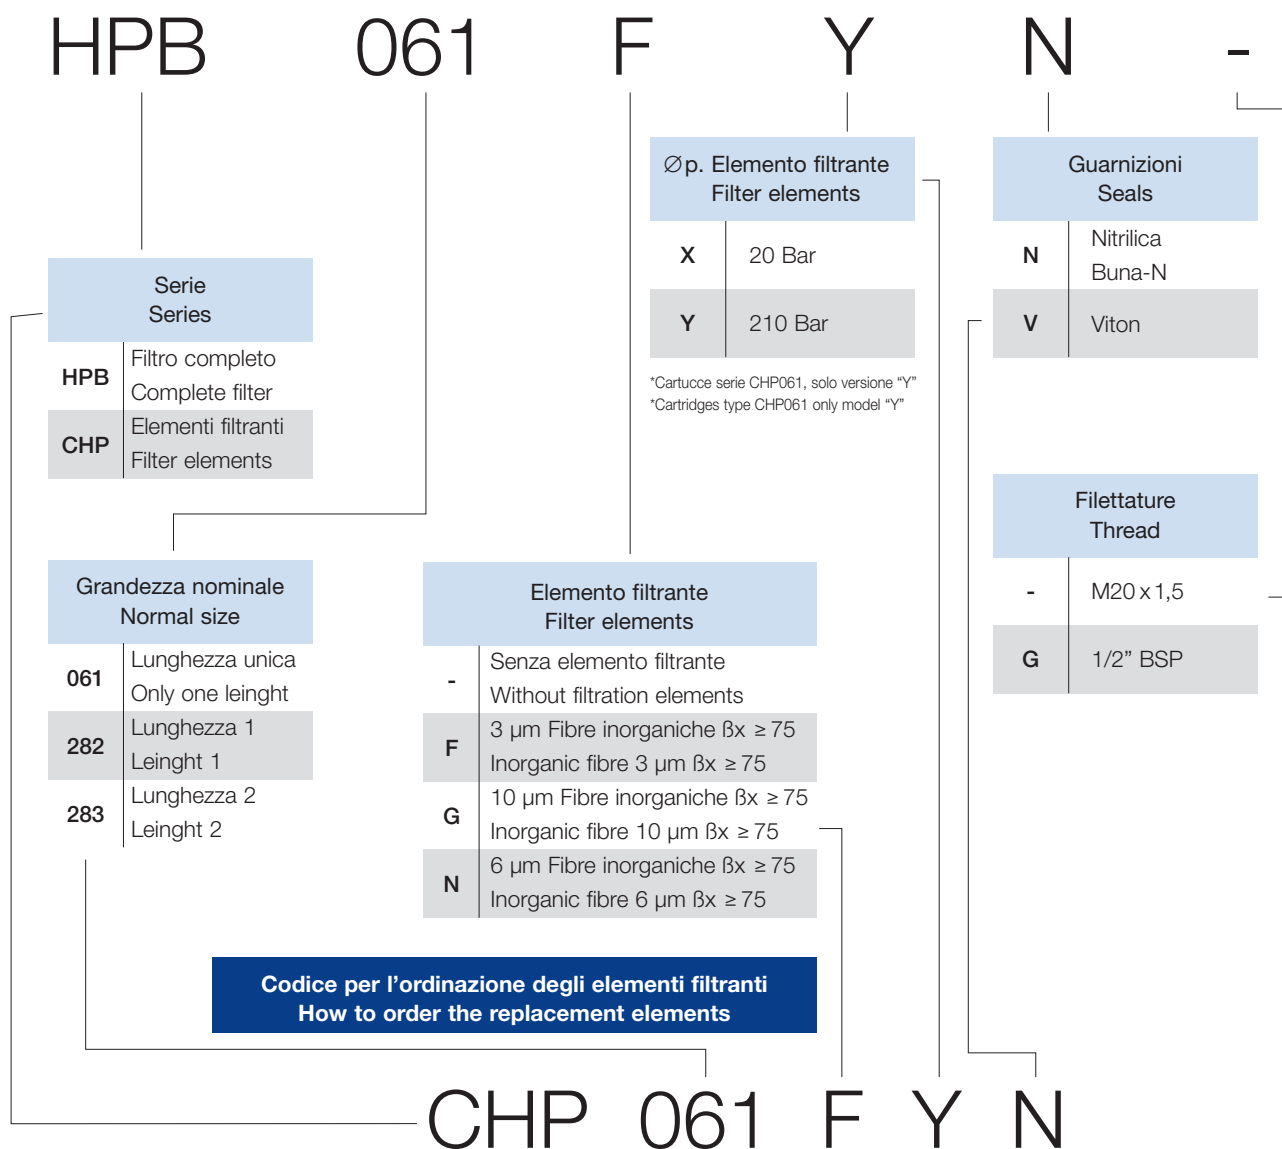 HPB 061 F Y N -
Øp. Elemento filtrante
Filter elements
X 20 Bar
Y 210 Bar
*Cartucce serie CHP061, solo versione “Y”
*Cartridges type CHP061 only model “Y”
Guarnizioni
Seals
N Nitrilica
Buna-N
V Viton
Serie
Series
HPB Filtro completo
Complete filter
CHP Elementi filtranti
Filter elements
Filettature
Thread
- M20 x 1,5
G 1/2” BSP
Grandezza nominale
Normal size
061 Lunghezza unica
Only one leinght
282 Lunghezza 1
Leinght 1
283 Lunghezza 2
Leinght 2
Elemento filtrante
Filter elements
- Senza elemento filtrante
Without filtration elements
F 3 µm Fibre inorganiche ßx ≥ 75
Inorganic fibre 3 µm ßx ≥ 75
G 10 µm Fibre inorganiche ßx ≥ 75
Inorganic fibre 10 µm ßx ≥ 75
N 6 µm Fibre inorganiche ßx ≥ 75
Inorganic fibre 6 µm ßx ≥ 75
Codice per l’ordinazione degli elementi filtranti
How to order the replacement elements
CHP 061 F Y N